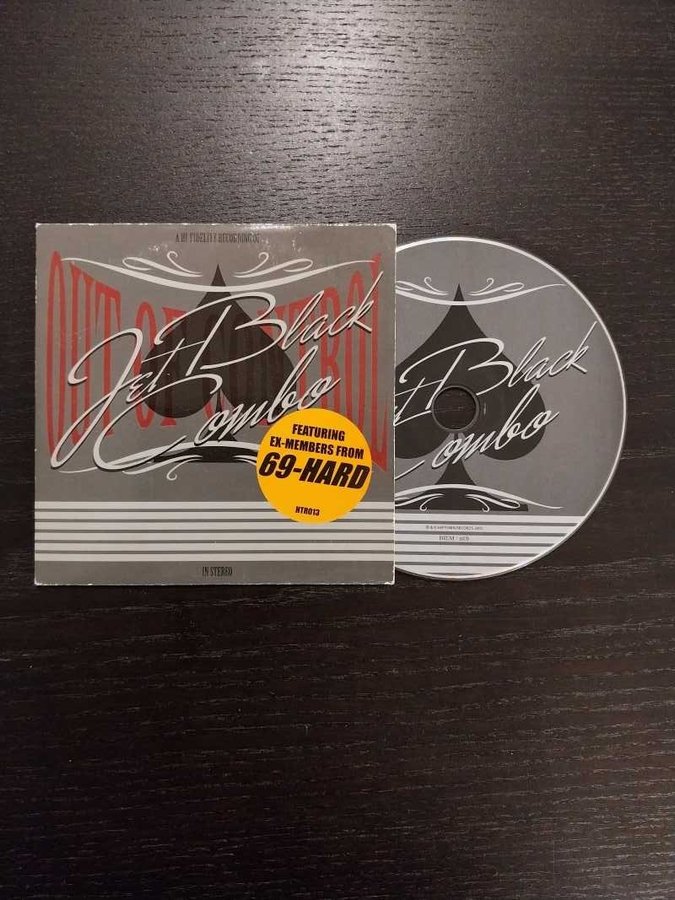 A HI FIDELITY RECORDING OF
OUT OF CONTROL
Jet Black
Combo
FEATURING
EX-MEMBERS FROM
69-HARD
NTR013
IN STEREO
Jet Black
Combo
BIEM /